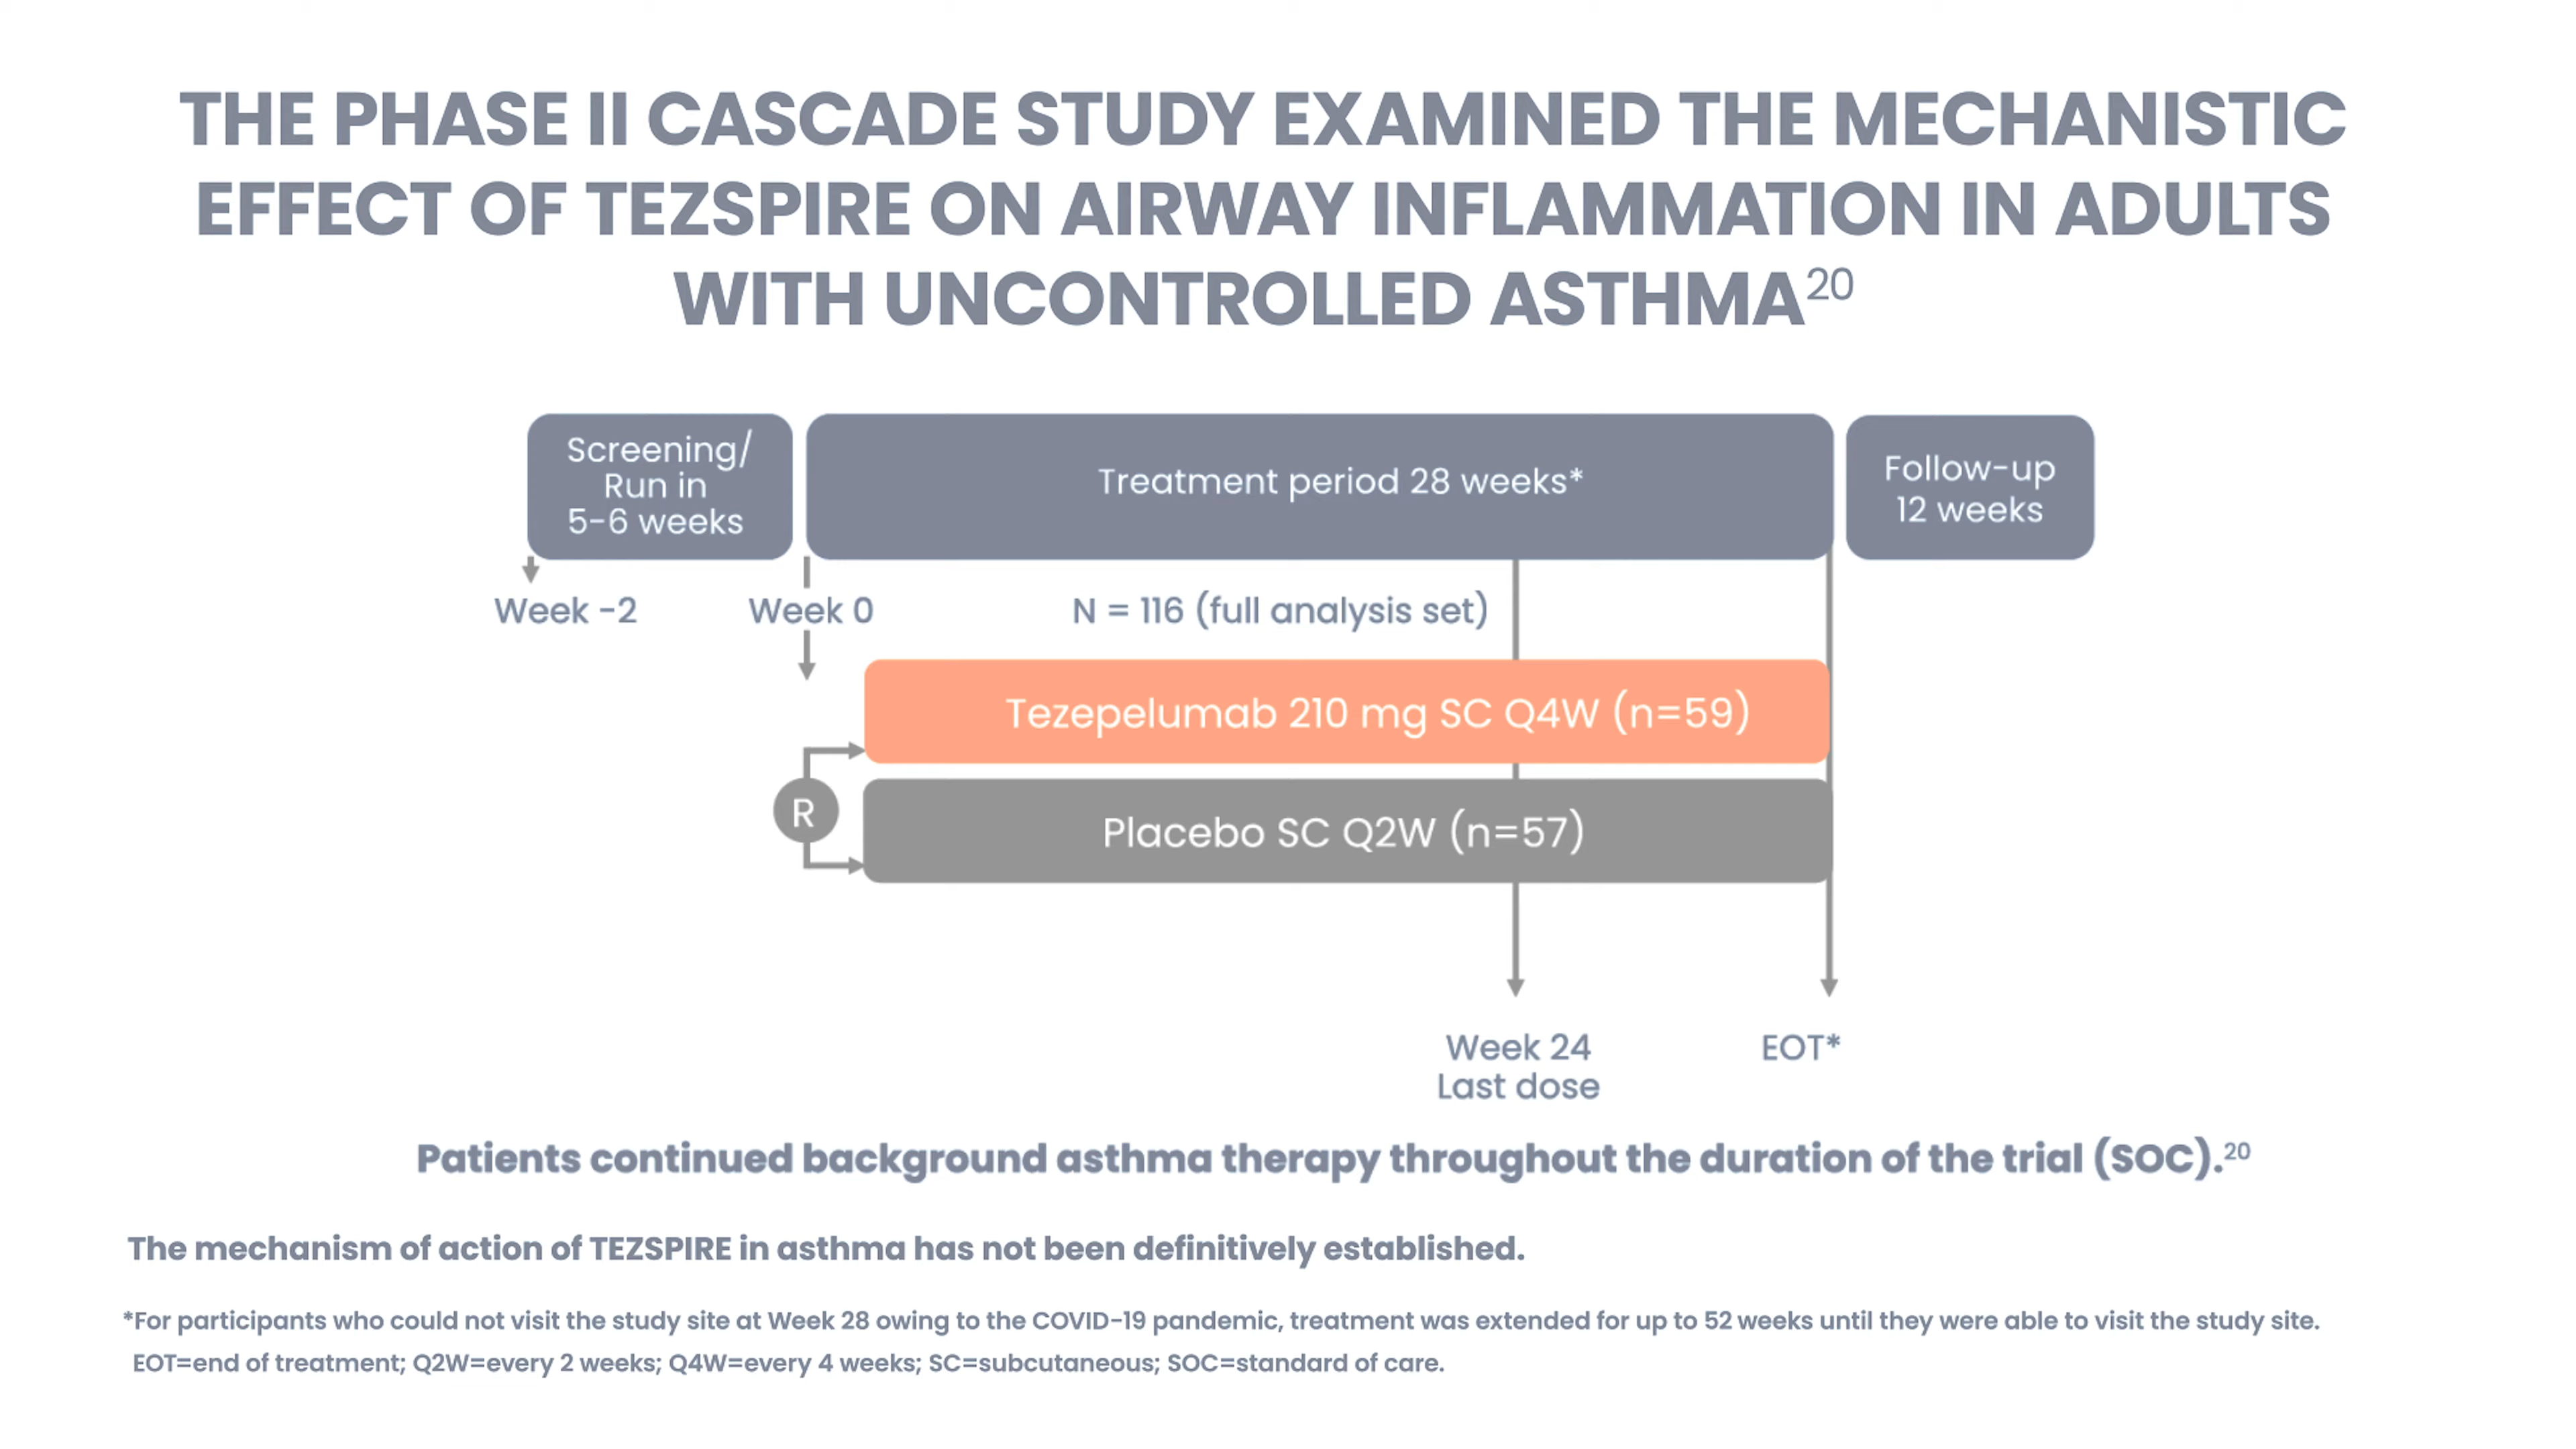 THE PHASE II CASCADE STUDY EXAMINED THE MECHANISTIC
EFFECT OF TEZSPIRE ON AIRWAY INFLAMMATION IN ADULTS
WITH UNCONTROLLED ASTHMA20
Screening/
Run in
5-6 weeks
Treatment period 28 weeks*
Follow-up
12 weeks
Week -2
Week 0
N = 116 (full analysis set)
Tezepelumab 210 mg SC Q4W (n=59)
R
Placebo SC Q2W (n=57)
Week 24
Last dose
EOT*
Patients continued background asthma therapy throughout the duration of the trial (SOC).20
The mechanism of action of TEZSPIRE in asthma has not been definitively established.
*For participants who could not visit the study site at Week 28 owing to the COVID-19 pandemic, treatment was extended for up to 52 weeks until they were able to visit the study site.
EOT=end of treatment; Q2W=every 2 weeks; Q4W=every 4 weeks; SC=subcutaneous; SOC=standard of care.